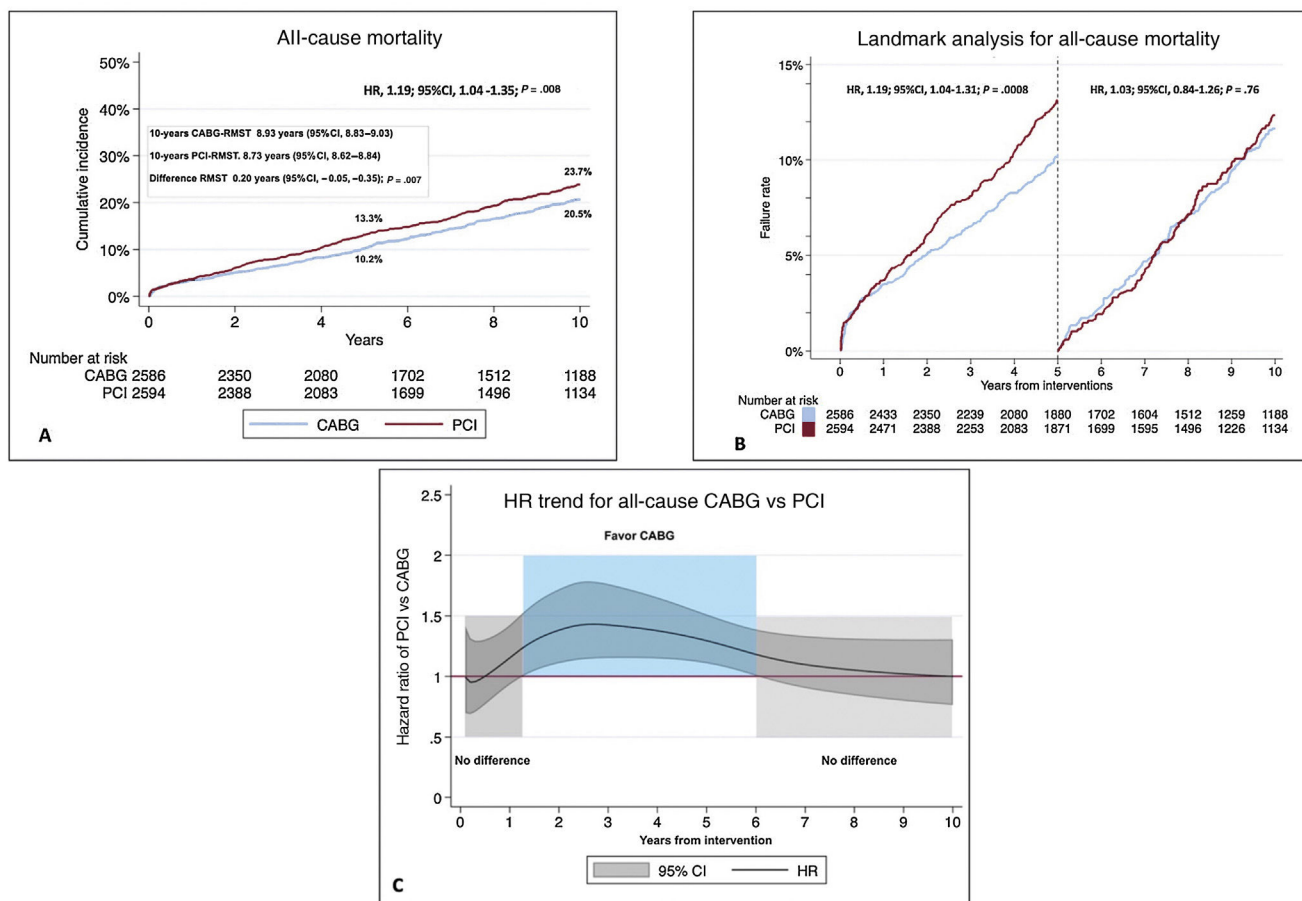 All-cause mortality
50%
40%
30%
20%
10%
0%
Cumulative incidence
HR, 1.19; 95%CI, 1.04 -1.35; P = .008
10-years CABG-RMST 8.93 years (95%CI, 8.83–9.03)
10-years PCI-RMST. 8.73 years (95%CI, 8.62–8.84)
Difference RMST 0.20 years (95%CI, −0.05, −0.35); P = .007
23.7%
13.3%
20.5%
10.2%
0 2 4 6 8 10
Years
Number at risk
CABG 2586 2350 2080 1702 1512 1188
PCI 2594 2388 2083 1699 1496 1134
CABG PCI
A
Landmark analysis for all-cause mortality
15%
10%
5%
0%
Failure rate
HR, 1.19; 95%CI, 1.04-1.31; P = .0008
HR, 1.03; 95%CI, 0.84-1.26; P = .76
0 1 2 3 4 5 6 7 8 9 10
Years from interventions
Number at risk
CABG 2586 2433 2350 2239 2080 1880 1702 1604 1512 1259 1188
PCI 2594 2471 2388 2253 2083 1871 1699 1595 1496 1226 1134
B
HR trend for all-cause CABG vs PCI
2.5
2
1.5
1
.5
0
Hazard ratio of PCI vs CABG
Favor CABG
No difference
No difference
0 1 2 3 4 5 6 7 8 9 10
Years from intervention
95% CI HR
C